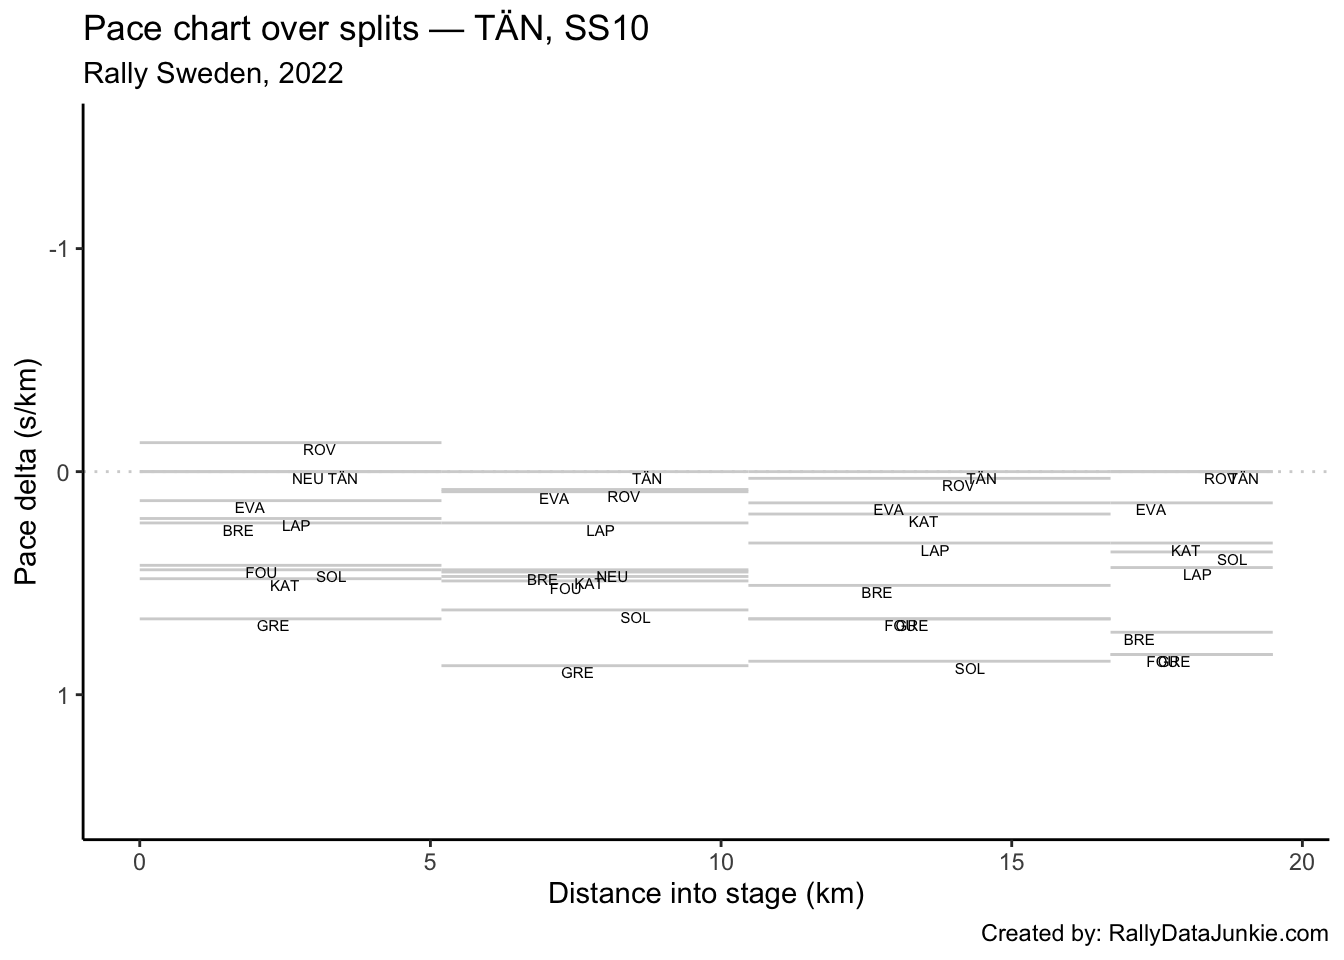 Pace chart over splits — TÄN, SS10
Rally Sweden, 2022
Pace delta (s/km)
-1
0
1
ROV
NEU TÄN
EVA
LAP
BRE
FOU
SOL
KAT
GRE
TÄN
ROV
EVA
LAP
BRE
NEU
KAT
FOU
SOL
GRE
TÄN
ROV
EVA
KAT
LAP
BRE
FOU
GRE
SOL
ROV
TÄN
EVA
KAT
SOL
LAP
BRE
FOU
GRE
0 5 10 15 20
Distance into stage (km)
Created by: RallyDataJunkie.com